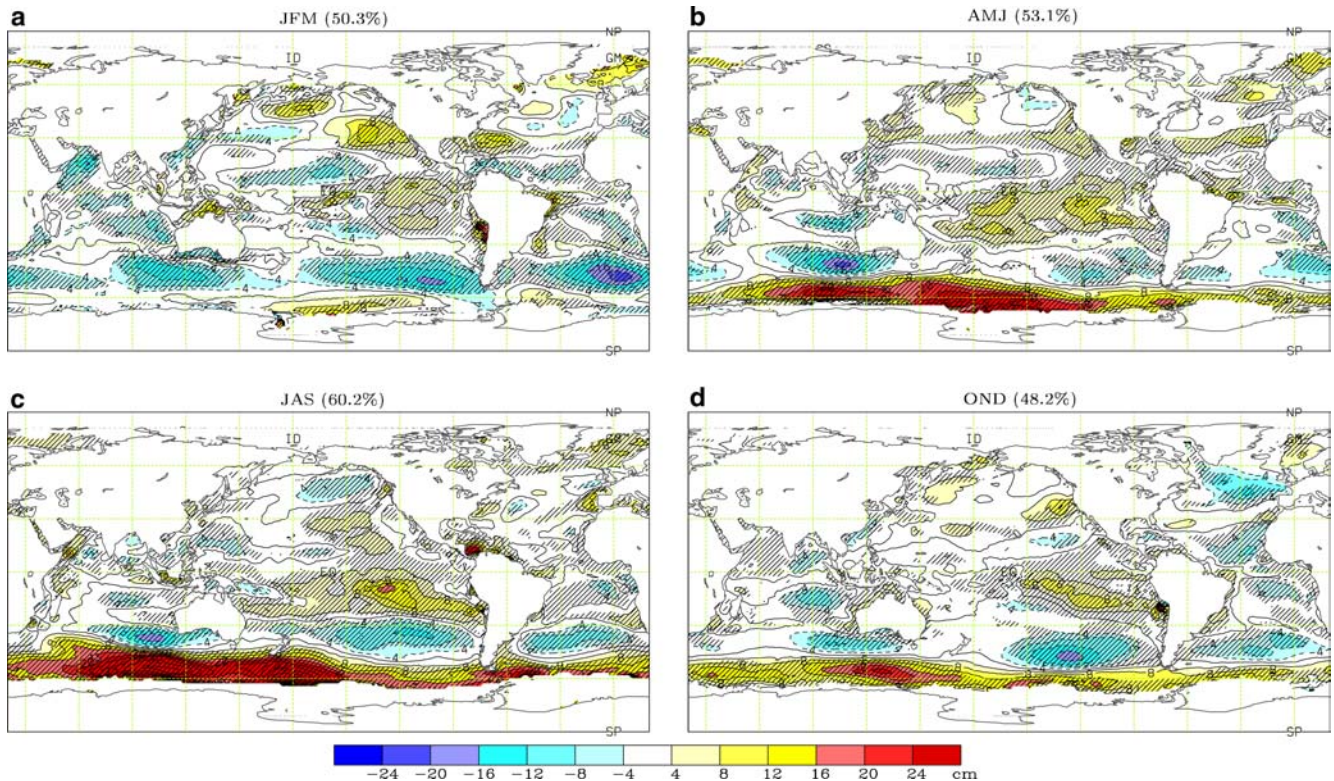 a JFM (50.3%)
NP
ID
GM
EQ
SP
b AMJ (53.1%)
NP
ID
GM
SP
c JAS (60.2%)
NP
ID
EQ
SP
d OND (48.2%)
NP
ID
GM
EQ
SP
-24 -20 -16 -12 -8 -4 4 8 12 16 20 24 cm